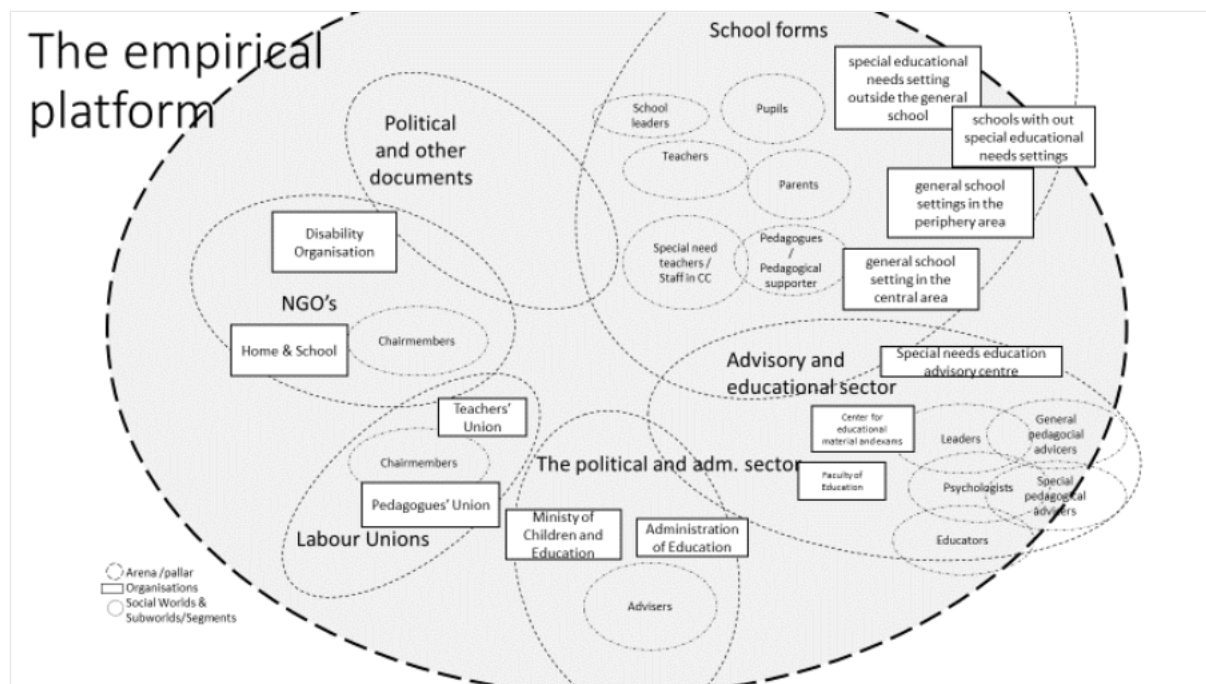 The empirical
platform
School forms
special educational
needs setting
outside the general
school
schools with out
special educational
needs settings
general school
settings in the
periphery area
general school
setting in the
central area
School
leaders
Pupils
Teachers
Parents
Special need
teachers /
Staff in CC
Pedagogues
/
Pedagogical
supporter
Political
and other
documents
Disability
Organisation
NGO's
Home & School
Chairmembers
Advisory and
educational sector
Special needs education
advisory centre
Center for
educational
material and exams
Faculty of
Education
Leaders
General
pedagocial
advicers
Psychologists
Special
pedagogical
advicers
Educators
Teachers'
Union
Chairmembers
Pedagogues' Union
Labour Unions
The political and adm. sector
Ministy of
Children and
Education
Administration
of Education
Advisers
Arena /pallar
Organisations
Social Worlds &
Subworlds/Segments